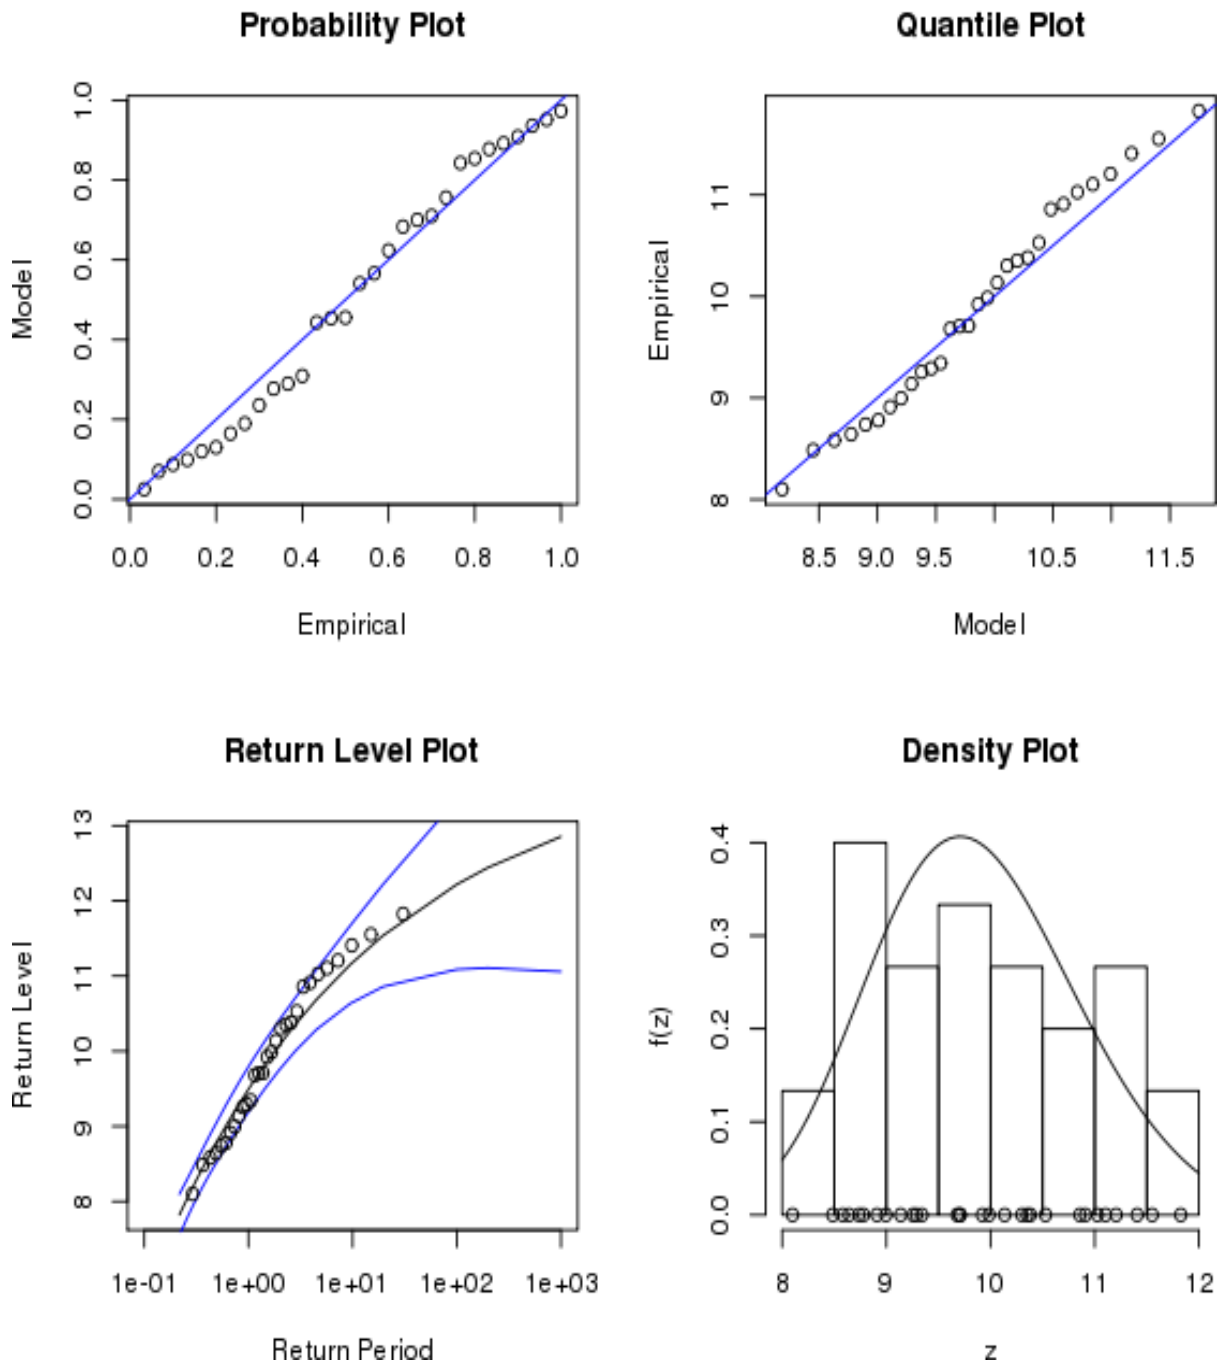 Probability Plot
Model
0.0 0.2 0.4 0.6 0.8 1.0
0.0 0.2 0.4 0.6 0.8 1.0
Empirical
Quantile Plot
Empirical
8 9 10 11
8.5 9.0 9.5 10.5 11.5
Model
Return Level Plot
Return Level
8 9 10 11 12 13
1e-01 1e+00 1e+01 1e+02 1e+03
Return Period
Density Plot
f(z)
0.0 0.1 0.2 0.3 0.4
8 9 10 11 12
z